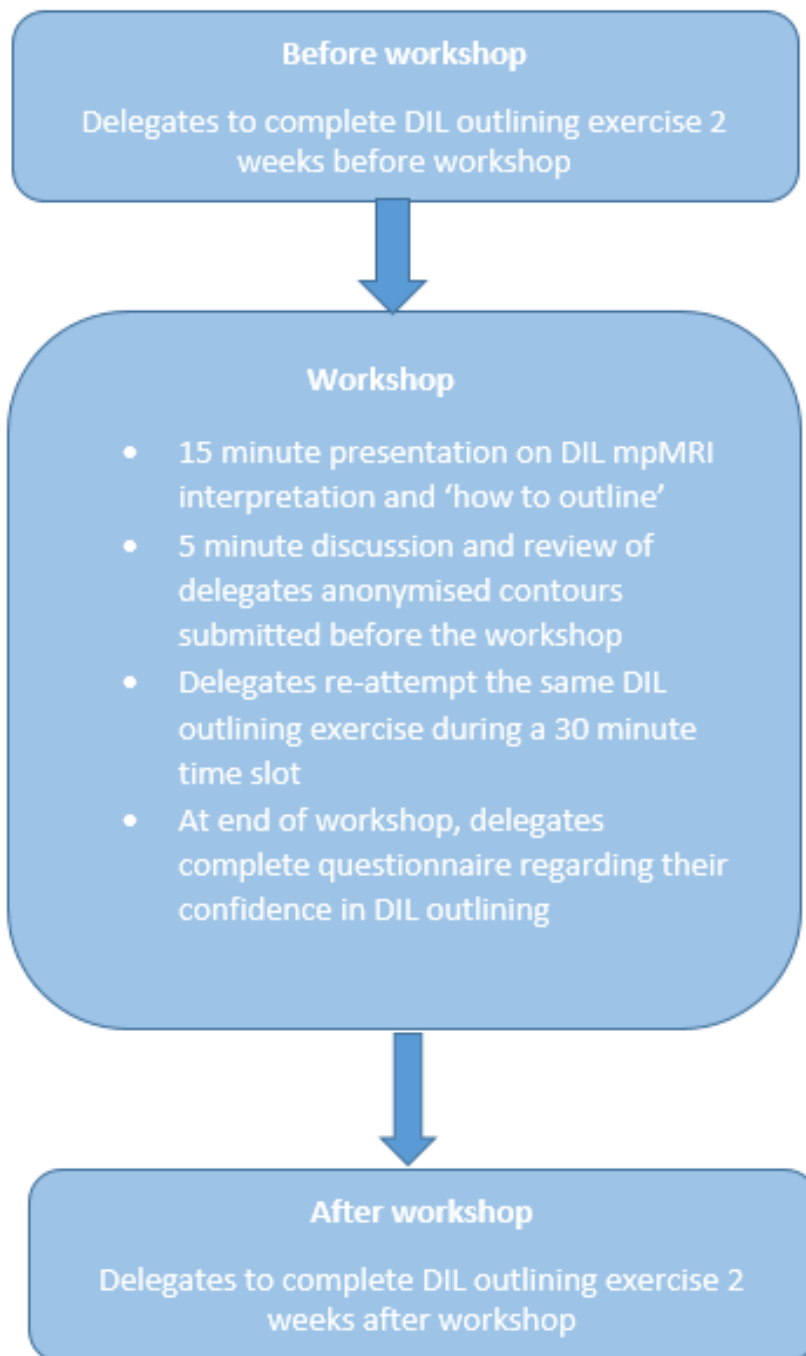 Before workshop
Delegates to complete DIL outlining exercise 2
weeks before workshop
Workshop
• 15 minute presentation on DIL mpMRI
interpretation and ‘how to outline’
• 5 minute discussion and review of
delegates anonymised contours
submitted before the workshop
• Delegates re-attempt the same DIL
outlining exercise during a 30 minute
time slot
• At end of workshop, delegates
complete questionnaire regarding their
confidence in DIL outlining
After workshop
Delegates to complete DIL outlining exercise 2
weeks after workshop